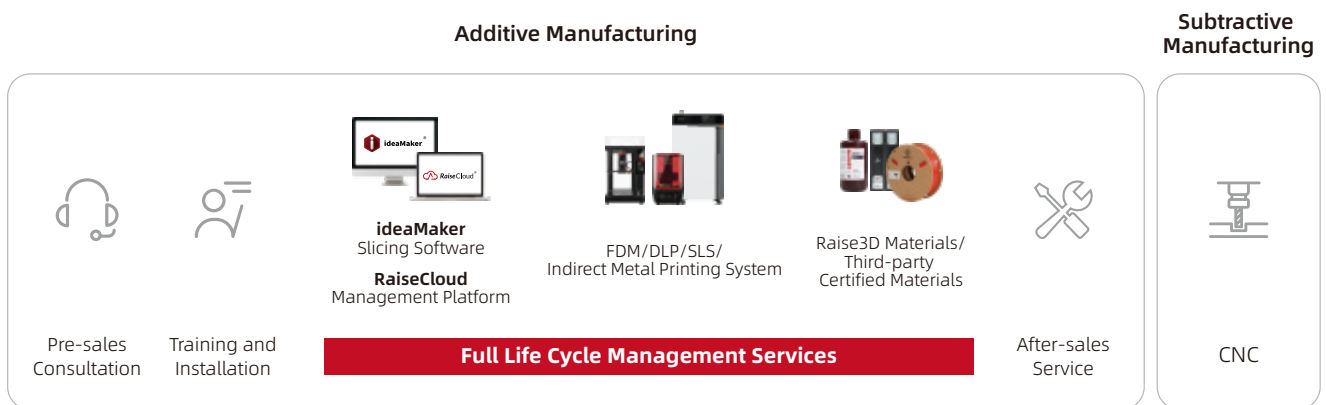 Additive Manufacturing
Subtractive
Manufacturing
ideaMaker®
RaiseCloud®
ideaMaker
Slicing Software
RaiseCloud
Management Platform
FDM/DLP/SLS/
Indirect Metal Printing System
Raise3D Materials/
Third-party
Certified Materials
Pre-sales
Consultation
Training and
Installation
Full Life Cycle Management Services
After-sales
Service
CNC